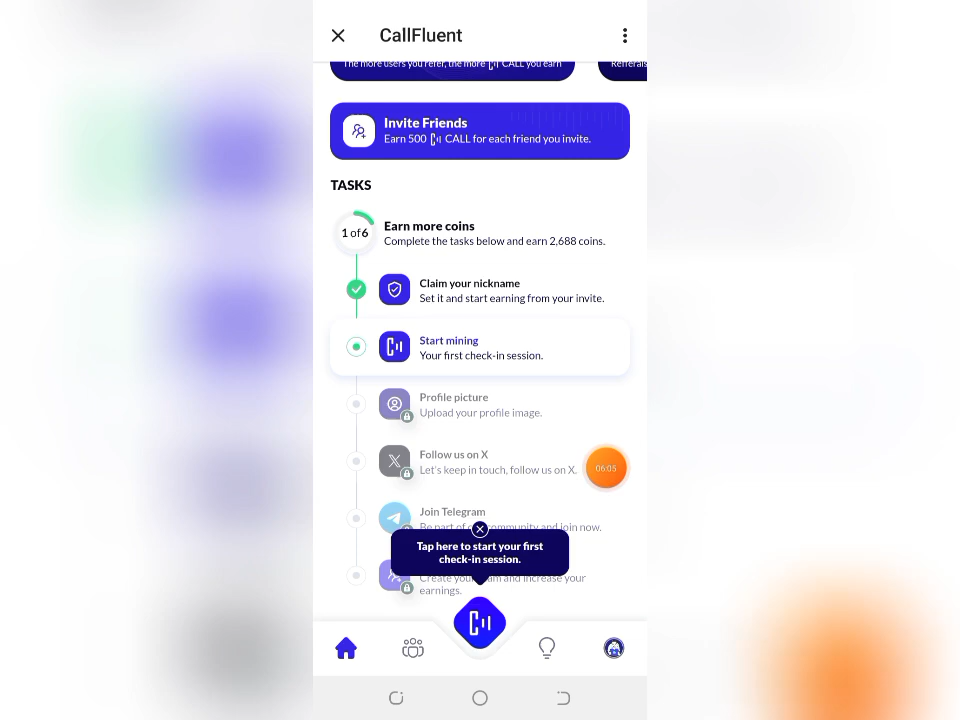 CallFluent
The more users you refer, the more CALL you earn
Refferals
Invite Friends
Earn 500 CALL for each friend you invite.
TASKS
1 of 6
Earn more coins
Complete the tasks below and earn 2,688 coins.
Claim your nickname
Set it and start earning from your invite.
Start mining
Your first check-in session.
Profile picture
Upload your profile image.
Follow us on X
Let's keep in touch, follow us on X.
06:05
Join Telegram
Be part of community and join now.
Tap here to start your first
check-in session.
Create your team and increase your
earnings.